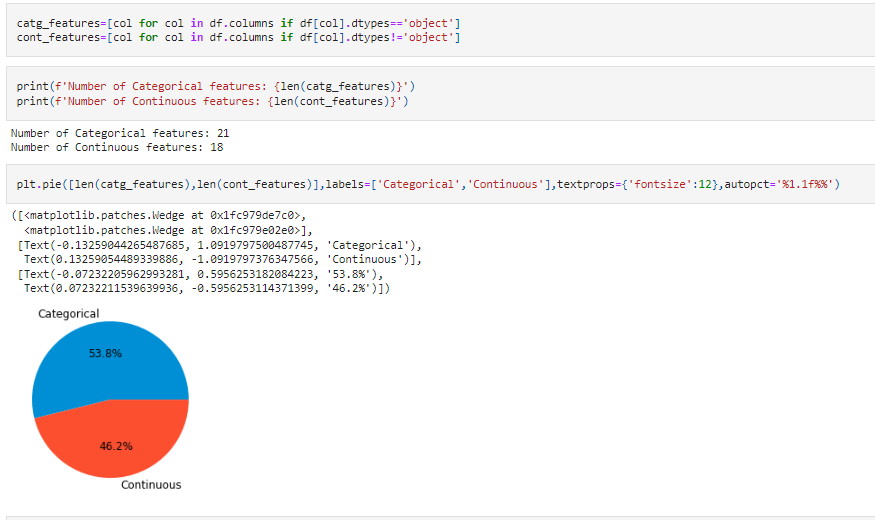 catg_features=[col for col in df.columns if df[col].dtypes=='object']
cont_features=[col for col in df.columns if df[col].dtypes!='object']
print(f'Number of Categorical features: {len(catg_features)}')
print(f'Number of Continuous features: {len(cont_features)}')
Number of Categorical features: 21
Number of Continuous features: 18
plt.pie([len(catg_features),len(cont_features)],labels=['Categorical','Continuous'],textprops={'fontsize':12},autopct='%1.1f%%')
([<matplotlib.patches.Wedge at 0x1fc979de7c0>,
<matplotlib.patches.Wedge at 0x1fc979e02e0>],
[Text(-0.13259044265487685, 1.0919797500487745, 'Categorical'),
Text(0.13259054489339886, -1.0919797376347566, 'Continuous')],
[Text(-0.07232205962993281, 0.5956253182084223, '53.8%'),
Text(0.07232211539639936, -0.5956253114371399, '46.2%')])
Categorical
53.8%
46.2%
Continuous